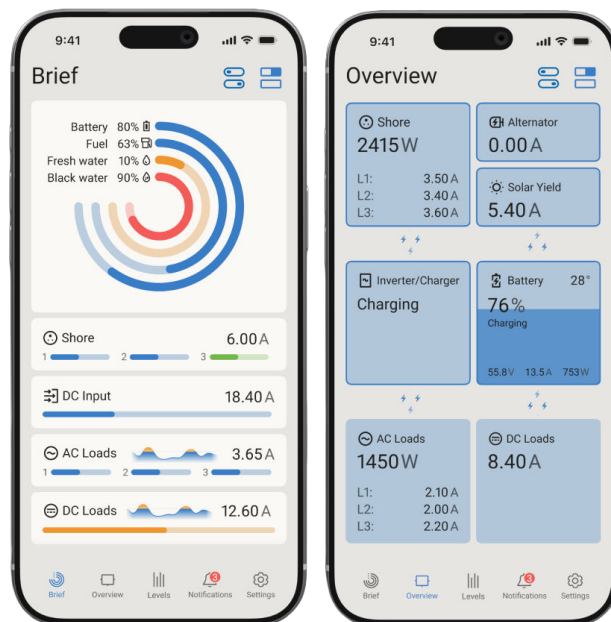 9:41
Brief
Battery 80%
Fuel 63%
Fresh water 10%
Black water 90%
Shore 6.00 A
1 2 3
DC Input 18.40 A
AC Loads 3.65 A
1 2 3
DC Loads 12.60 A
3
Brief Overview Levels Notifications Settings
9:41
Overview
Shore
2415 W
L1: 3.50 A
L2: 3.40 A
L3: 3.60 A
Alternator
0.00 A
Solar Yield
5.40 A
Inverter/Charger
Charging
Battery 28°
76%
Charging
55.8 V 13.5 A 753 W
AC Loads
1450 W
L1: 2.10 A
L2: 2.00 A
L3: 2.20 A
DC Loads
8.40 A
3
Brief Overview Levels Notifications Settings